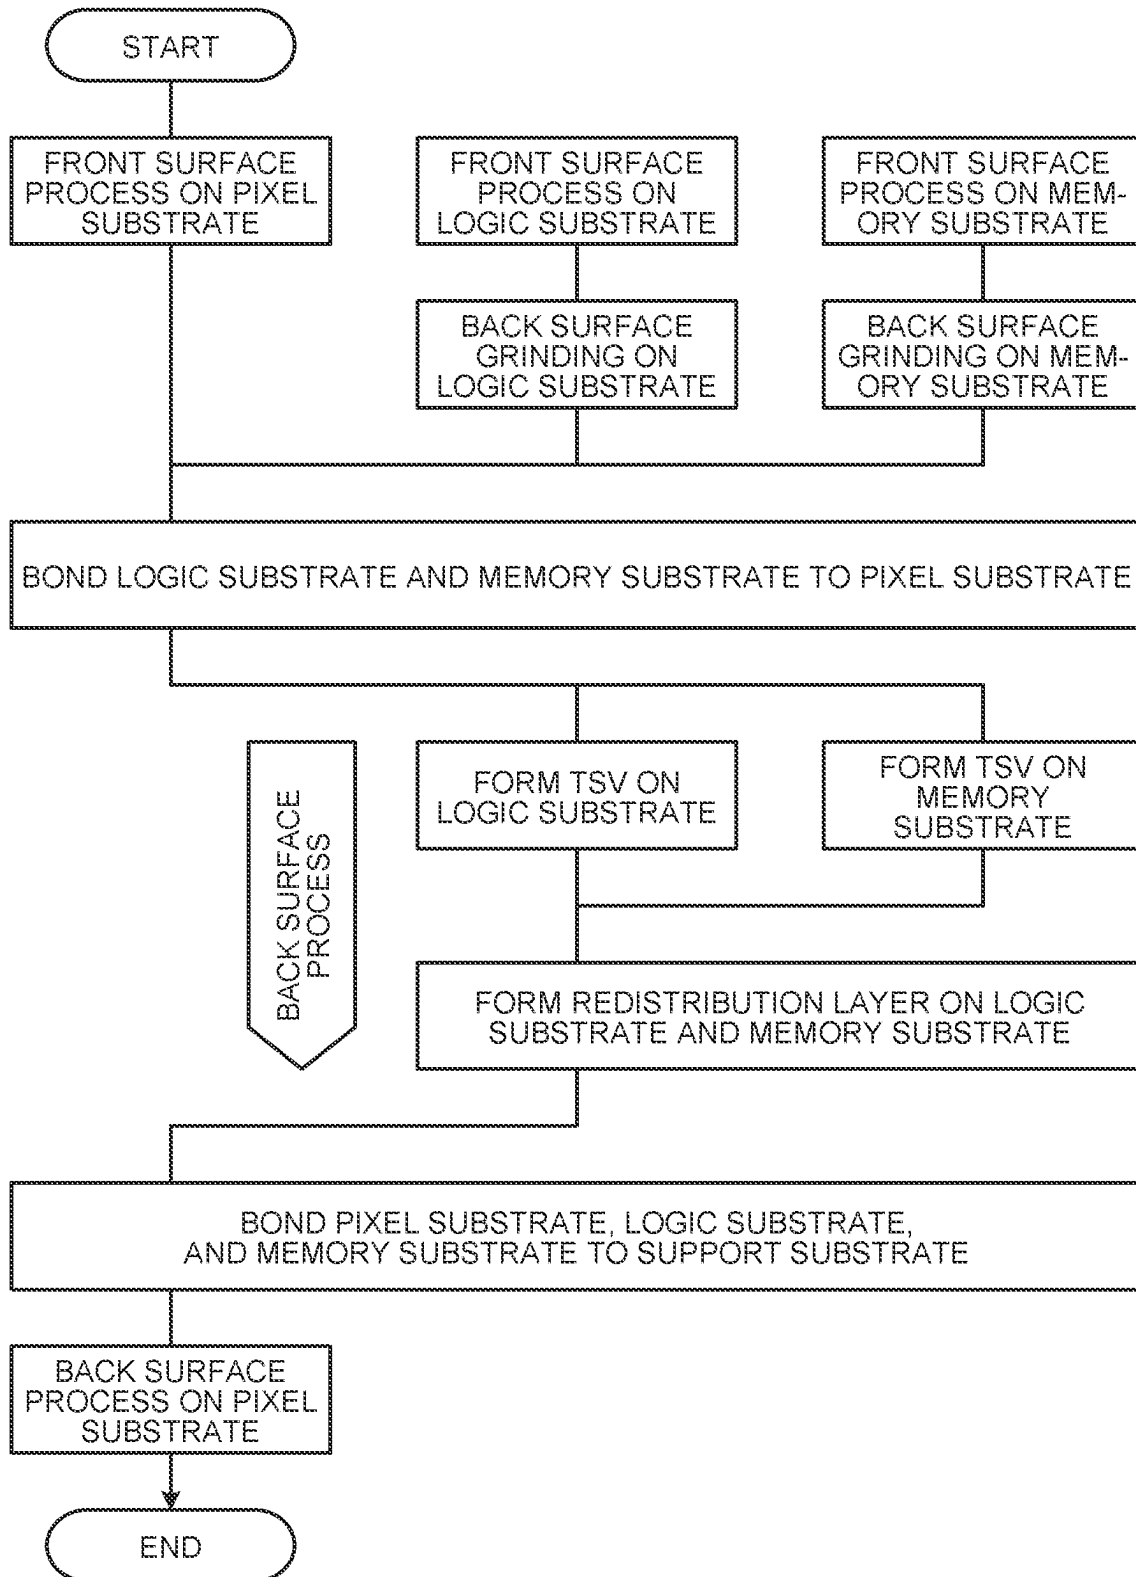 START
FRONT SURFACE
PROCESS ON PIXEL
SUBSTRATE
FRONT SURFACE
PROCESS ON
LOGIC SUBSTRATE
FRONT SURFACE
PROCESS ON MEM-
ORY SUBSTRATE
BACK SURFACE
GRINDING ON
LOGIC SUBSTRATE
BACK SURFACE
GRINDING ON MEM-
ORY SUBSTRATE
BOND LOGIC SUBSTRATE AND MEMORY SUBSTRATE TO PIXEL SUBSTRATE
BACK SURFACE
PROCESS
FORM TSV ON
LOGIC SUBSTRATE
FORM TSV ON
MEMORY
SUBSTRATE
FORM REDISTRIBUTION LAYER ON LOGIC
SUBSTRATE AND MEMORY SUBSTRATE
BOND PIXEL SUBSTRATE, LOGIC SUBSTRATE,
AND MEMORY SUBSTRATE TO SUPPORT SUBSTRATE
BACK SURFACE
PROCESS ON PIXEL
SUBSTRATE
END